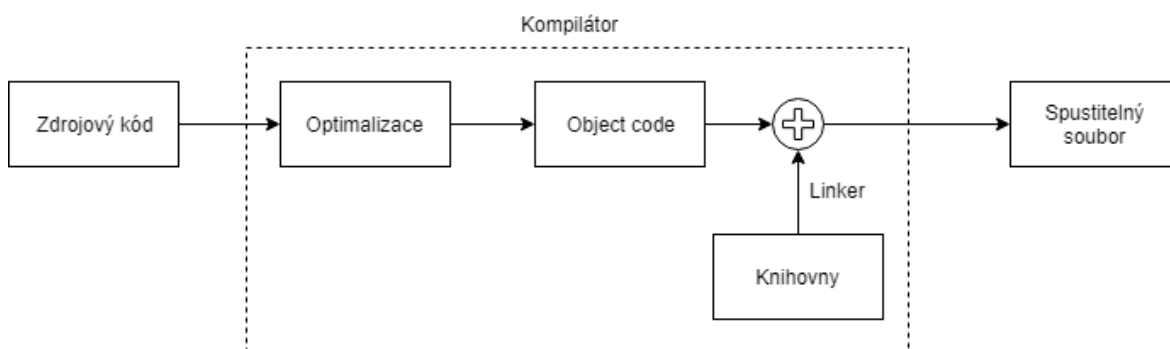 Kompilátor
Zdrojový kód
Optimalizace
Object code
Spustitelný
soubor
Linker
Knihovny